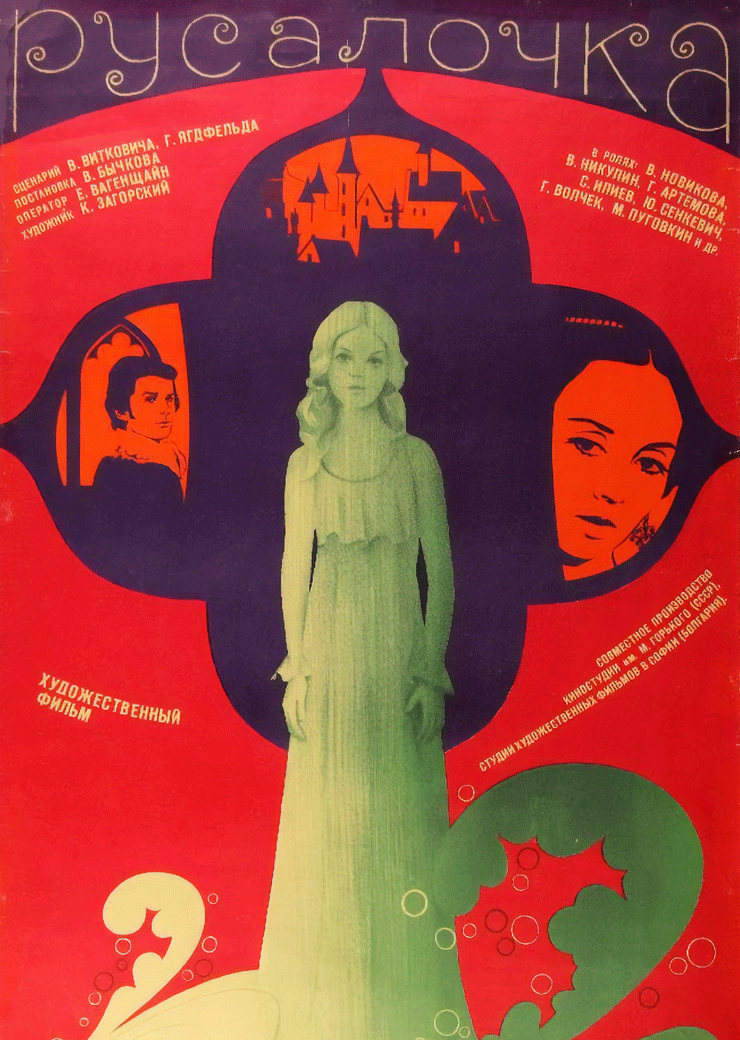 русалочка
СЦЕНАРИЙ В. ВИТКОВИЧА, Г. ЯГДФЕЛЬДА
ПОСТАНОВКА В. БЫЧКОВА
ОПЕРАТОР Е. ВАГЕНЩАЙН
ХУДОЖНИК К. ЗАГОРСКИЙ
В РОЛЯХ: В. НОВИКОВА,
В. НИКУЛИН, Г. АРТЕМОВА,
С. ИЛИЕВ, Ю. СЕНКЕВИЧ,
Г. ВОЛЧЕК, М. ПУГОВКИН И ДР.
ХУДОЖЕСТВЕННЫЙ
ФИЛЬМ
СОВМЕСТНОЕ ПРОИЗВОДСТВО
КИНОСТУДИИ им. М. ГОРЬКОГО (СССР),
СТУДИИ ХУДОЖЕСТВЕННЫХ ФИЛЬМОВ В СОФИИ (БОЛГАРИЯ).